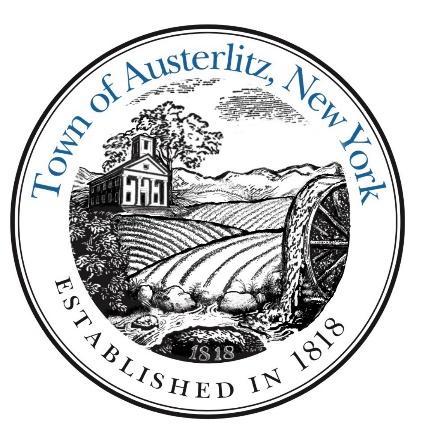 Town of Austerlitz, New York
1818
ESTABLISHED IN 1818